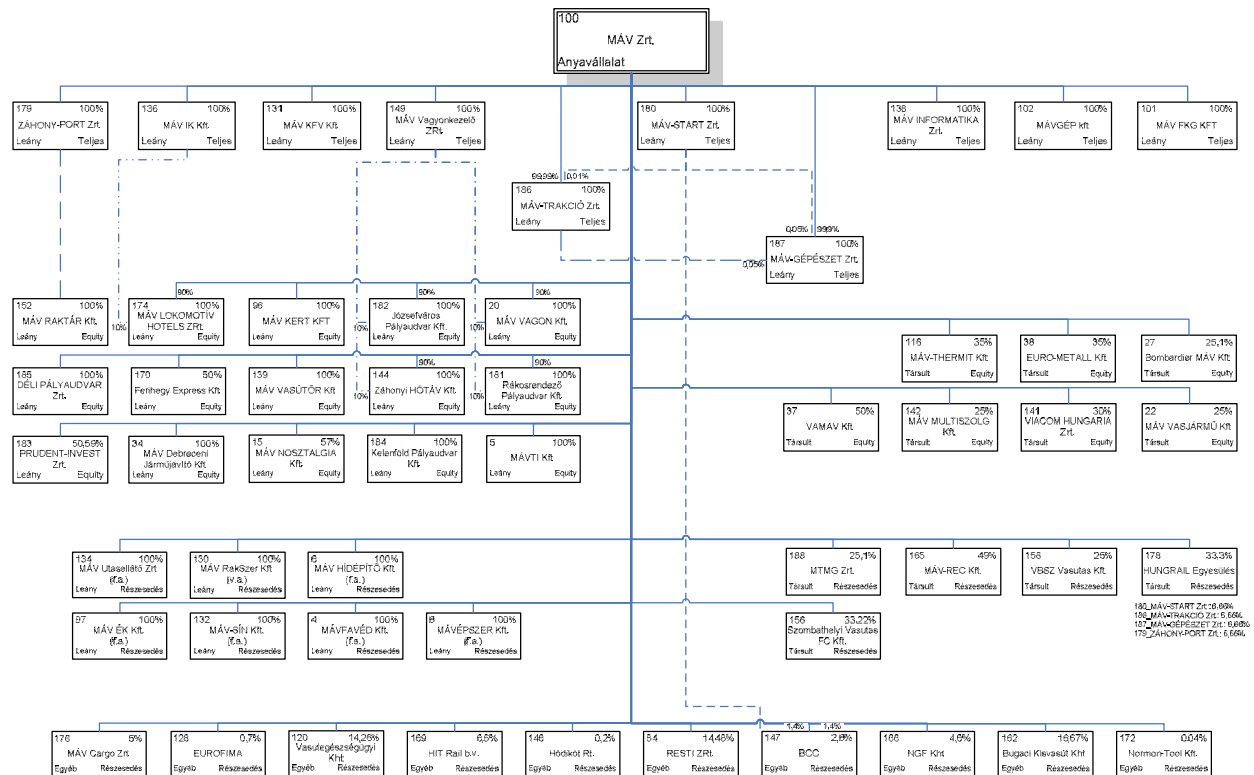 100
MÁV Zrt.
Anyavállalat
179 100%
ZÁHONY-PORT Zrt.
Leány Teljes
136 100%
MÁV IK Kft.
Leány Teljes
131 100%
MÁV KFV Kft
Leány Teljes
149 100%
MÁV Vagyonkezelő
ZRt.
Leány Teljes
180 100%
MÁV-START Zrt.
Leány Teljes
138 100%
MÁV INFORMATIKA
Zrt.
Leány Teljes
102 100%
MÁVGÉP kft
Leány Teljes
101 100%
MÁV FKG KFT
Leány Teljes
99,99% 0,01%
186 100%
MÁV-TRAKCIÓ Zrt.
Leány Teljes
0,05% 99,9%
187 100%
MÁV-GÉPÉSZET Zrt.
Leány Teljes
0,05%
152 100%
MÁV RAKTÁR Kft.
Leány Equity
90%
10%
174 100%
MÁV LOKOMOTÍV
HOTELS ZRt.
Leány Equity
96 100%
MÁV KERT KFT
Leány Equity
90%
10%
182 100%
Józsefváros
Pályaudvar Kft.
Leány Equity
90%
10%
20 100%
MÁV VAGON Kft.
Leány Equity
116 35%
MÁV-THERMIT Kft
Társult Equity
38 35%
EURO-METALL Kft.
Társult Equity
27 25,1%
Bombardier MÁV Kft.
Társult Equity
185 100%
DÉLI PÁLYAUDVAR
Zrt.
Leány Equity
170 50%
Ferihegy Express Kft
Leány Equity
139 100%
MÁV VASÚTŐR Kft
Leány Equity
90%
10%
144 100%
Záhonyi HŐTÁV Kft.
Leány Equity
90%
10%
181 100%
Rákosrendező
Pályaudvar Kft.
Leány Equity
37 50%
VAMAV Kft
Társult Equity
142 25%
MÁV MULTISZOLG
Kft.
Társult Equity
141 30%
VIACOM HUNGARIA
Zrt.
Társult Equity
22 25%
MÁV VASJÁRMŰ Kft
Társult Equity
183 50,59%
PRUDENT-INVEST
Zrt.
Leány Equity
34 100%
MÁV Debreceni
Járműjavító Kft
Leány Equity
15 57%
MÁV NOSZTALGIA
Kft.
Leány Equity
184 100%
Kelenföld Pályaudvar
Kft.
Leány Equity
5 100%
MÁVTI Kft
Leány Equity
134 100%
MÁV Utasellátó Zrt
(f.a.)
Leány Részesedés
130 100%
MÁV RakSzer Kft
(v.a.)
Leány Részesedés
6 100%
MÁV HÍDÉPÍTŐ Kft
(f.a.)
Leány Részesedés
188 25,1%
MTMG Zrt.
Társult Részesedés
165 49%
MÁV-REC Kft.
Társult Részesedés
158 25%
VBSZ Vasutas Kft.
Társult Részesedés
178 33,3%
HUNGRAIL Egyesülés
Társult Részesedés
180_MÁV-START Zrt.:6,66%
186_MÁV-TRAKCIÓ Zrt.: 6,66%
187_MÁV-GÉPÉSZET Zrt.: 6,66%
179_ZÁHONY-PORT Zrt.: 6,66%
97 100%
MÁV ÉK Kft.
(f.a.)
Leány Részesedés
132 100%
MÁV-SÍN Kft.
(f.a.)
Leány Részesedés
4 100%
MÁVFAVÉD Kft.
(f.a.)
Leány Részesedés
8 100%
MÁVÉPSZER Kft.
(f.a.)
Leány Részesedés
156 33,22%
Szombathelyi Vasutas
FC Kft.
Társult Részesedés
176 5%
MÁV Cargo Zrt
Egyéb Részesedés
128 0,7%
EUROFIMA
Egyéb Részesedés
120 14,26%
Vasútegészségügyi
Kht
Egyéb Részesedés
169 6,6%
HIT Rail b.v.
Egyéb Részesedés
146 0,2%
Hódiköt Rt.
Egyéb Részesedés
64 14,48%
RESTI ZRt.
Egyéb Részesedés
1,4% 1,4%
147 2,8%
BCC
Egyéb Részesedés
166 4,6%
NGF Kht
Egyéb Részesedés
162 16,67%
Bugaci Kisvasút Kht
Egyéb Részesedés
172 0,04%
Normon-Tool Kft.
Egyéb Részesedés